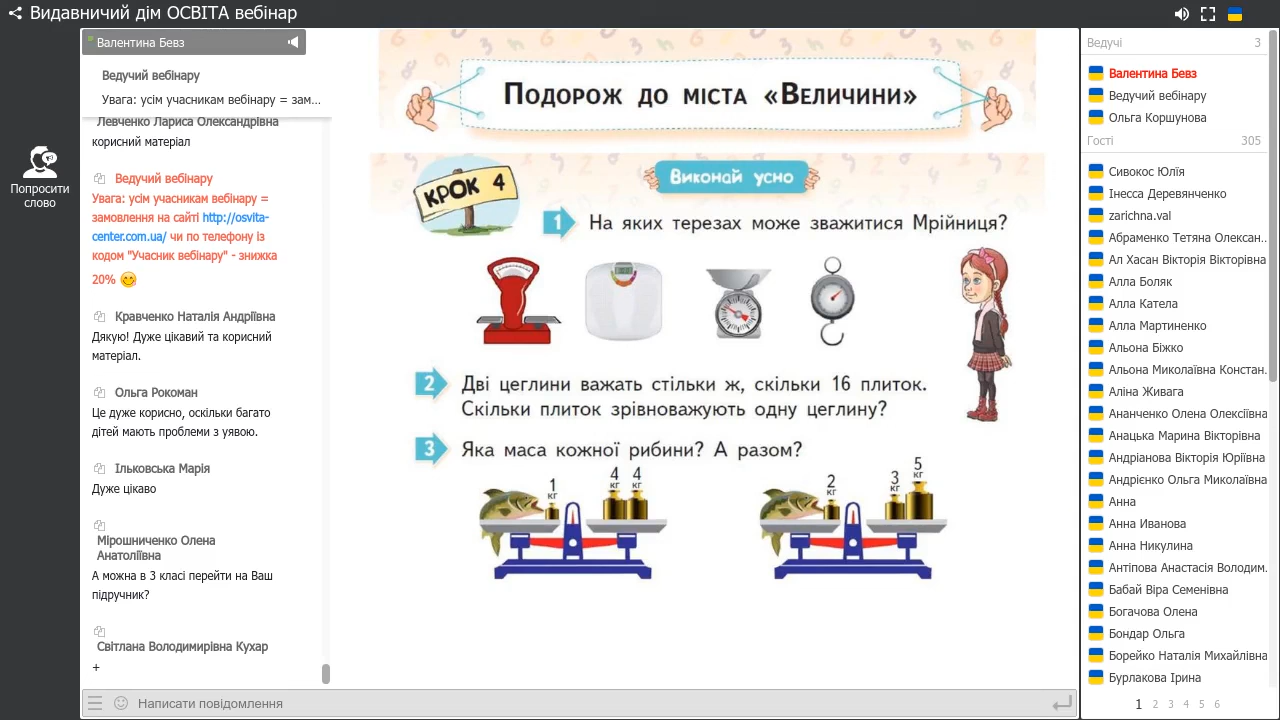 Видавничий дім ОСВІТА вебінар
Попросити
слово
Валентина Бевз
Ведучий вебінару
Увага: усім учасникам вебінару = зам...
Левченко Лариса Олександрівна
корисний матеріал
Ведучий вебінару
Увага: усім учасникам вебінару =
замовлення на сайті http://osvita-
center.com.ua/ чи по телефону із
кодом "Учасник вебінару" - знижка
20%
Кравченко Наталія Андріївна
Дякую! Дуже цікавий та корисний
матеріал.
Ольга Рокоман
Це дуже корисно, оскільки багато
дітей мають проблеми з уявою.
Ільковська Марія
Дуже цікаво
Мірошниченко Олена
Анатоліївна
А можна в 3 класі перейти на Ваш
підручник?
Світлана Володимирівна Кухар
+
Написати повідомлення
Подорож до міста «Величини»
КРОК 4
Виконай усно
1 На яких терезах може зважитися Мрійниця?
2 Дві цеглини важать стільки ж, скільки 16 плиток.
Скільки плиток зрівноважують одну цеглину?
3 Яка маса кожної рибини? А разом?
1 кг 4 кг 4 кг
2 кг 3 кг 5 кг
Ведучі 3
Валентина Бевз
Ведучий вебінару
Ольга Коршунова
Гості 305
Сивокос Юлїя
Інесса Деревянченко
zarichna.val
Абраменко Тетяна Олексан..
Ал Хасан Вікторія Вікторівна
Алла Боляк
Алла Катела
Алла Мартиненко
Альона Біжко
Альона Миколаївна Констан.
Аліна Живага
Ананченко Олена Олексіївна
Анацька Марина Вікторівна
Андріанова Вікторія Юріївна
Андрієнко Ольга Миколаївна
Анна
Анна Иванова
Анна Никулина
Антіпова Анастасія Володим.
Бабай Віра Семенівна
Богачова Олена
Бондар Ольга
Борейко Наталія Михайлівна
Бурлакова Ірина
1 2 3 4 5 6